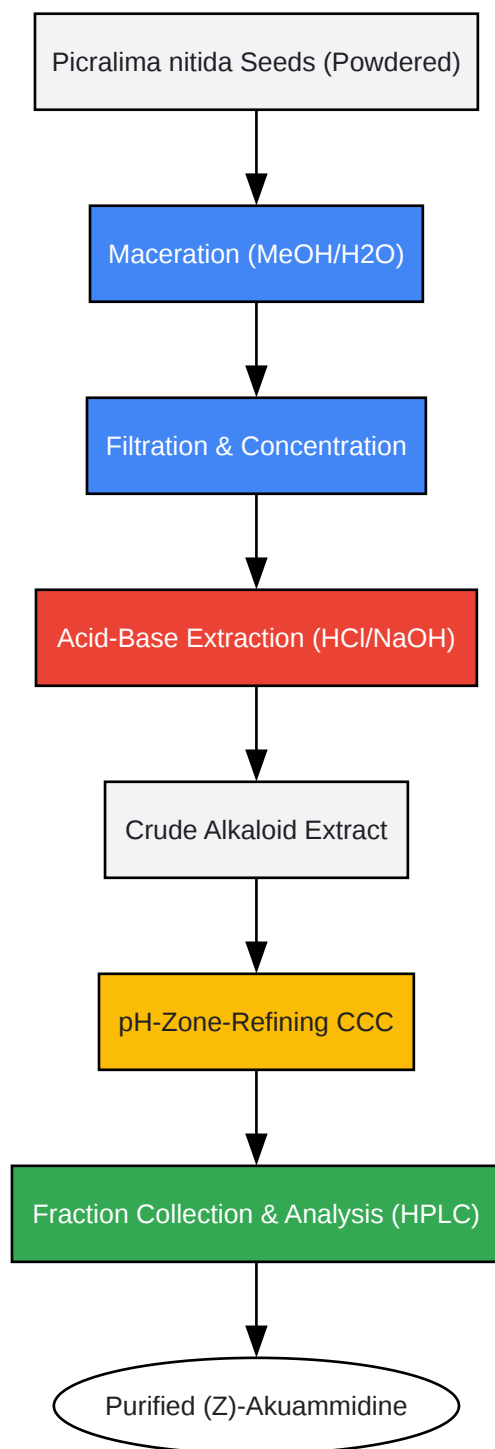 Picralima nitida Seeds (Powdered)
Maceration (MeOH/H2O)
Filtration & Concentration
Acid-Base Extraction (HCl/NaOH)
Crude Alkaloid Extract
pH-Zone-Refining CCC
Fraction Collection & Analysis (HPLC)
Purified (Z)-Akuammidine